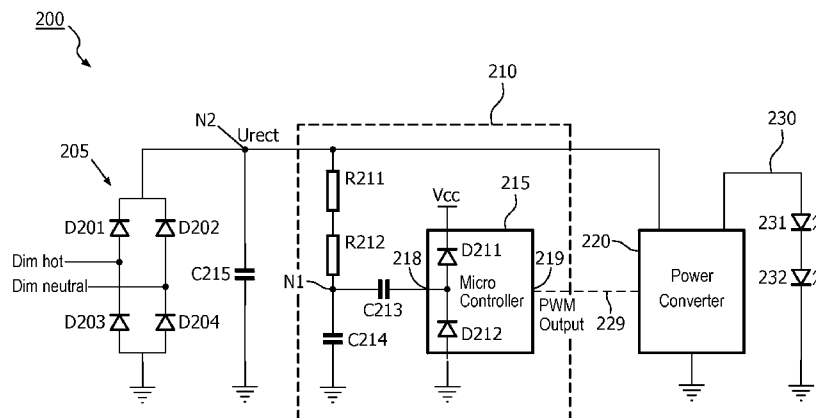 200
210
N2
Urect
230
205
R211
Vcc
215
D201
D202
231
D211
220
R212
218
219
Dim hot
Micro
Controller
Power
Converter
232
Dim neutral
C215
N1
C213
PWM
Output
229
D203
D204
C214
D212